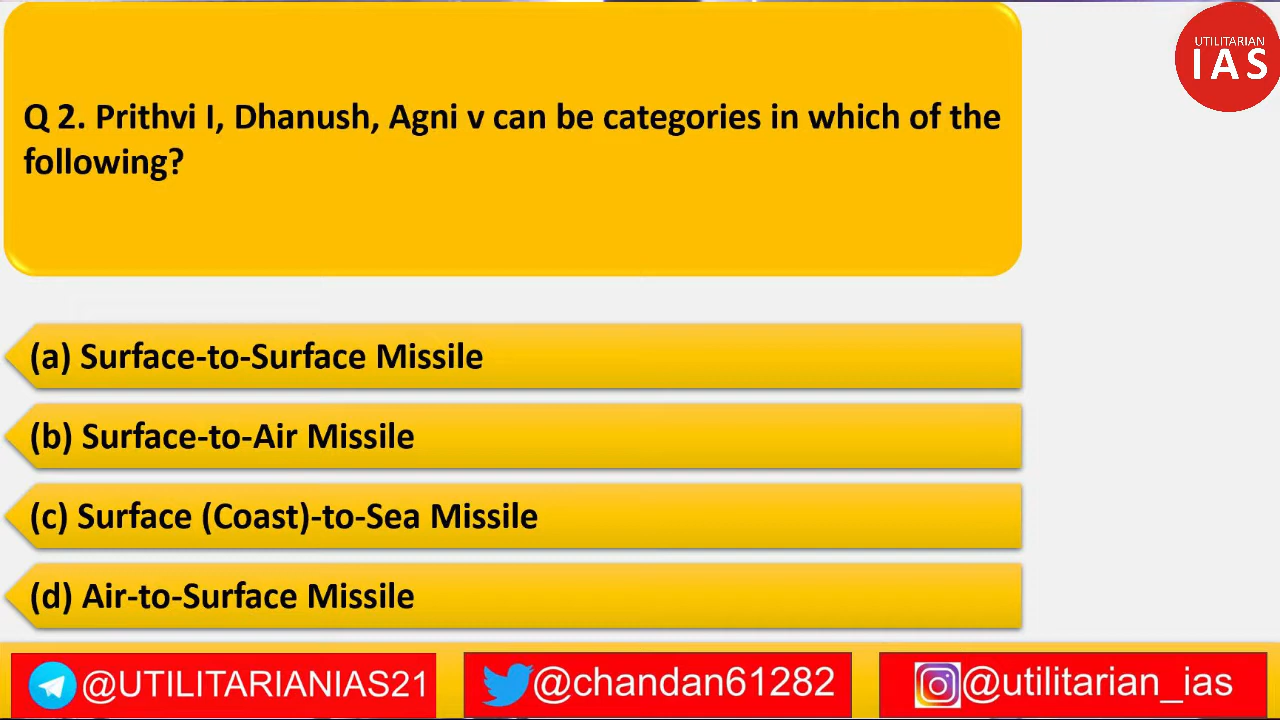 UTILITARIAN
IAS
Q 2. Prithvi I, Dhanush, Agni v can be categories in which of the
following?
(a) Surface-to-Surface Missile
(b) Surface-to-Air Missile
(c) Surface (Coast)-to-Sea Missile
(d) Air-to-Surface Missile
@UTILITARIANIAS21
@chandan61282
@utilitarian_ias